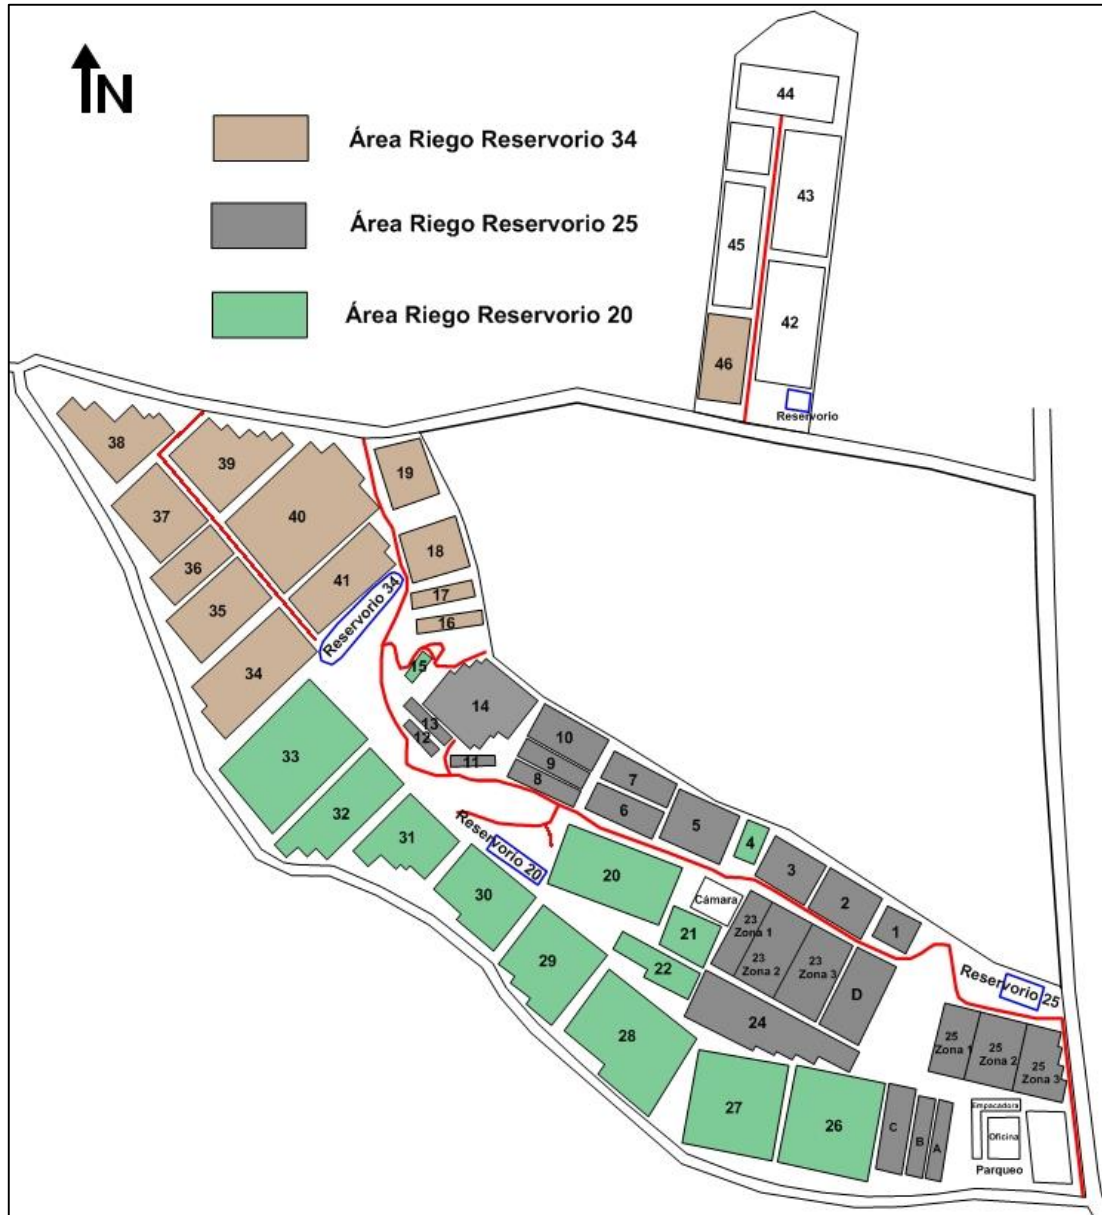 N
Área Riego Reservorio 34
Área Riego Reservorio 25
Área Riego Reservorio 20
44
43
45
42
46
Reservorio
38
39
19
37
40
18
36
41
17
35
Reservorio 34
16
34
15
14
13
12
11
10
9
8
7
6
5
4
3
2
1
33
32
31
Reservorio 20
30
20
Cámara
21
22
29
28
23
Zona 1
23
Zona 2
23
Zona 3
D
24
Reservorio 25
25
Zona 1
25
Zona 2
25
Zona 3
27
26
C
B
A
Empacadora
Oficina
Parqueo